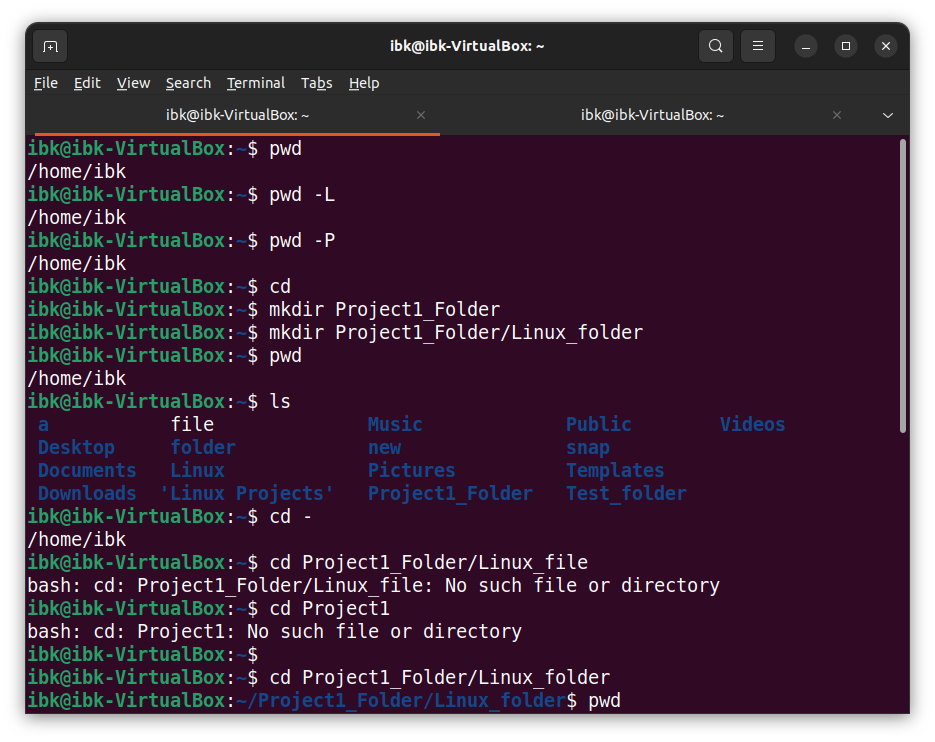 ibk@ibk-VirtualBox: ~
File Edit View Search Terminal Tabs Help
ibk@ibk-VirtualBox: ~ ibk@ibk-VirtualBox: ~
ibk@ibk-VirtualBox:~$ pwd
/home/ibk
ibk@ibk-VirtualBox:~$ pwd -L
/home/ibk
ibk@ibk-VirtualBox:~$ pwd -P
/home/ibk
ibk@ibk-VirtualBox:~$ cd
ibk@ibk-VirtualBox:~$ mkdir Project1_Folder
ibk@ibk-VirtualBox:~$ mkdir Project1_Folder/Linux_folder
ibk@ibk-VirtualBox:~$ pwd
/home/ibk
ibk@ibk-VirtualBox:~$ ls
a file Music Public Videos
Desktop folder new snap
Documents Linux Pictures Templates
Downloads 'Linux Projects' Project1_Folder Test_folder
ibk@ibk-VirtualBox:~$ cd -
/home/ibk
ibk@ibk-VirtualBox:~$ cd Project1_Folder/Linux_file
bash: cd: Project1_Folder/Linux_file: No such file or directory
ibk@ibk-VirtualBox:~$ cd Project1
bash: cd: Project1: No such file or directory
ibk@ibk-VirtualBox:~$
ibk@ibk-VirtualBox:~$ cd Project1_Folder/Linux_folder
ibk@ibk-VirtualBox:~/Project1_Folder/Linux_folder$ pwd